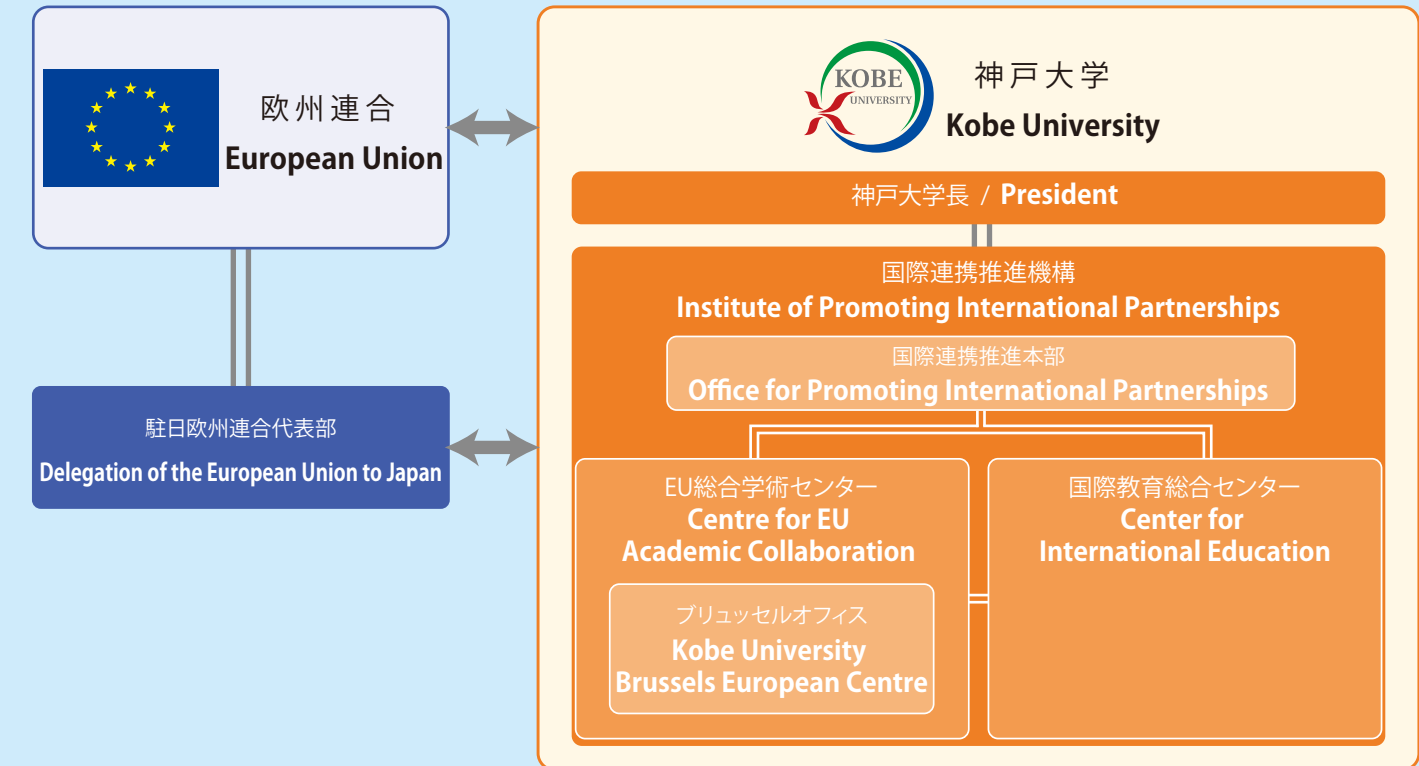 欧州連合
European Union
駐日欧州連合代表部
Delegation of the European Union to Japan
KOBE
UNIVERSITY
神戸大学
Kobe University
神戸大学長 / President
国際連携推進機構
Institute of Promoting International Partnerships
国際連携推進本部
Office for Promoting International Partnerships
EU総合学術センター
Centre for EU
Academic Collaboration
ブリュッセルオフィス
Kobe University
Brussels European Centre
国際教育総合センター
Center for
International Education